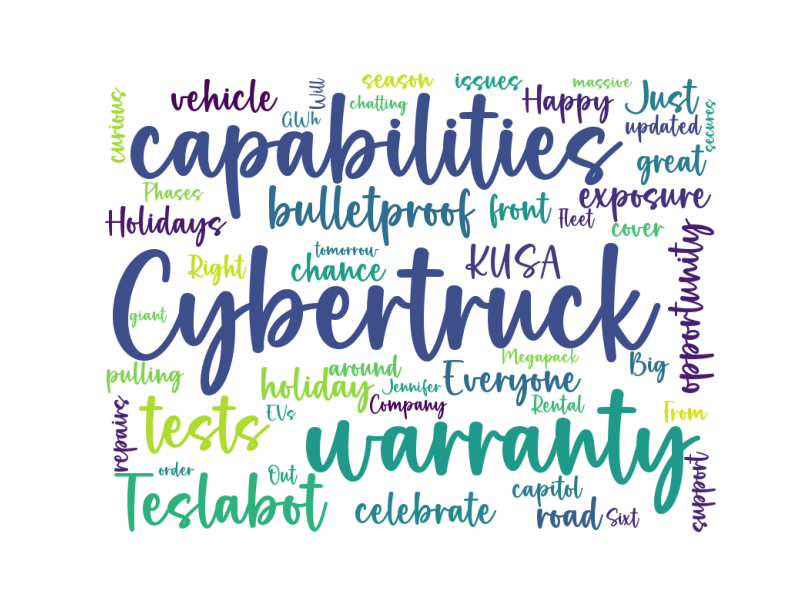 curious
vehicle
GWh
Will
season
chatting
issues
massive
Happy
Just
updated
secures
capabilities
great
Phases
Holidays
bulletproof
front
Fleet
exposure
cover
Right
tomorrow
chance
KUSA
opportunity
Cybertruck
giant
pulling
around
holiday
Jennifer
Everyone
Megapack
Big
repairs
tests
EVs
Company
Rental
From
warranty
order
Out
Teslabot
celebrate
capitol
road
Sixt
support